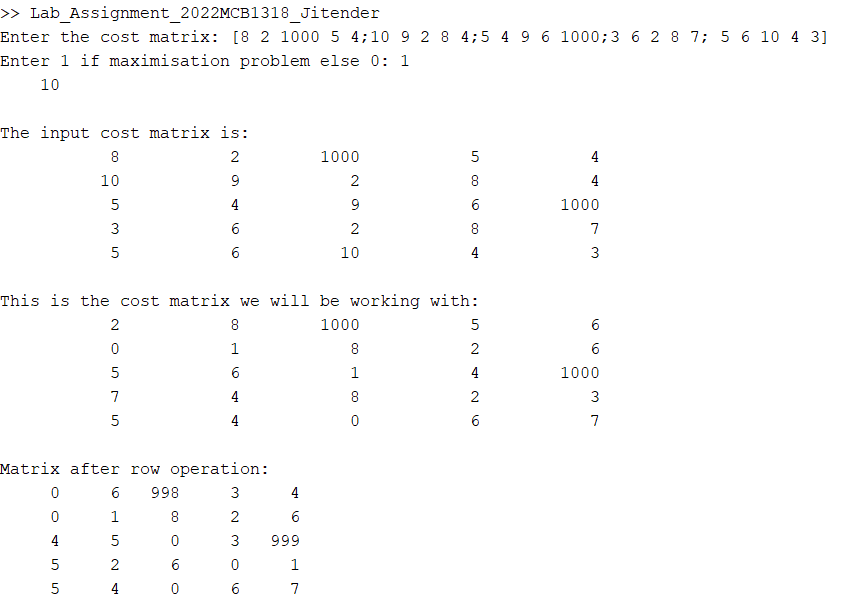 >> Lab_Assignment_2022MCB1318_Jitender
Enter the cost matrix: [8 2 1000 5 4;10 9 2 8 4;5 4 9 6 1000;3 6 2 8 7; 5 6 10 4 3]
Enter 1 if maximisation problem else 0: 1
10
The input cost matrix is:
8 2 1000 5 4
10 9 2 8 4
5 4 9 6 1000
3 6 2 8 7
5 6 10 4 3
This is the cost matrix we will be working with:
2 8 1000 5 6
0 1 8 2 6
5 6 1 4 1000
7 4 8 2 3
5 4 0 6 7
Matrix after row operation:
0 6 998 3 4
0 1 8 2 6
4 5 0 3 999
5 2 6 0 1
5 4 0 6 7